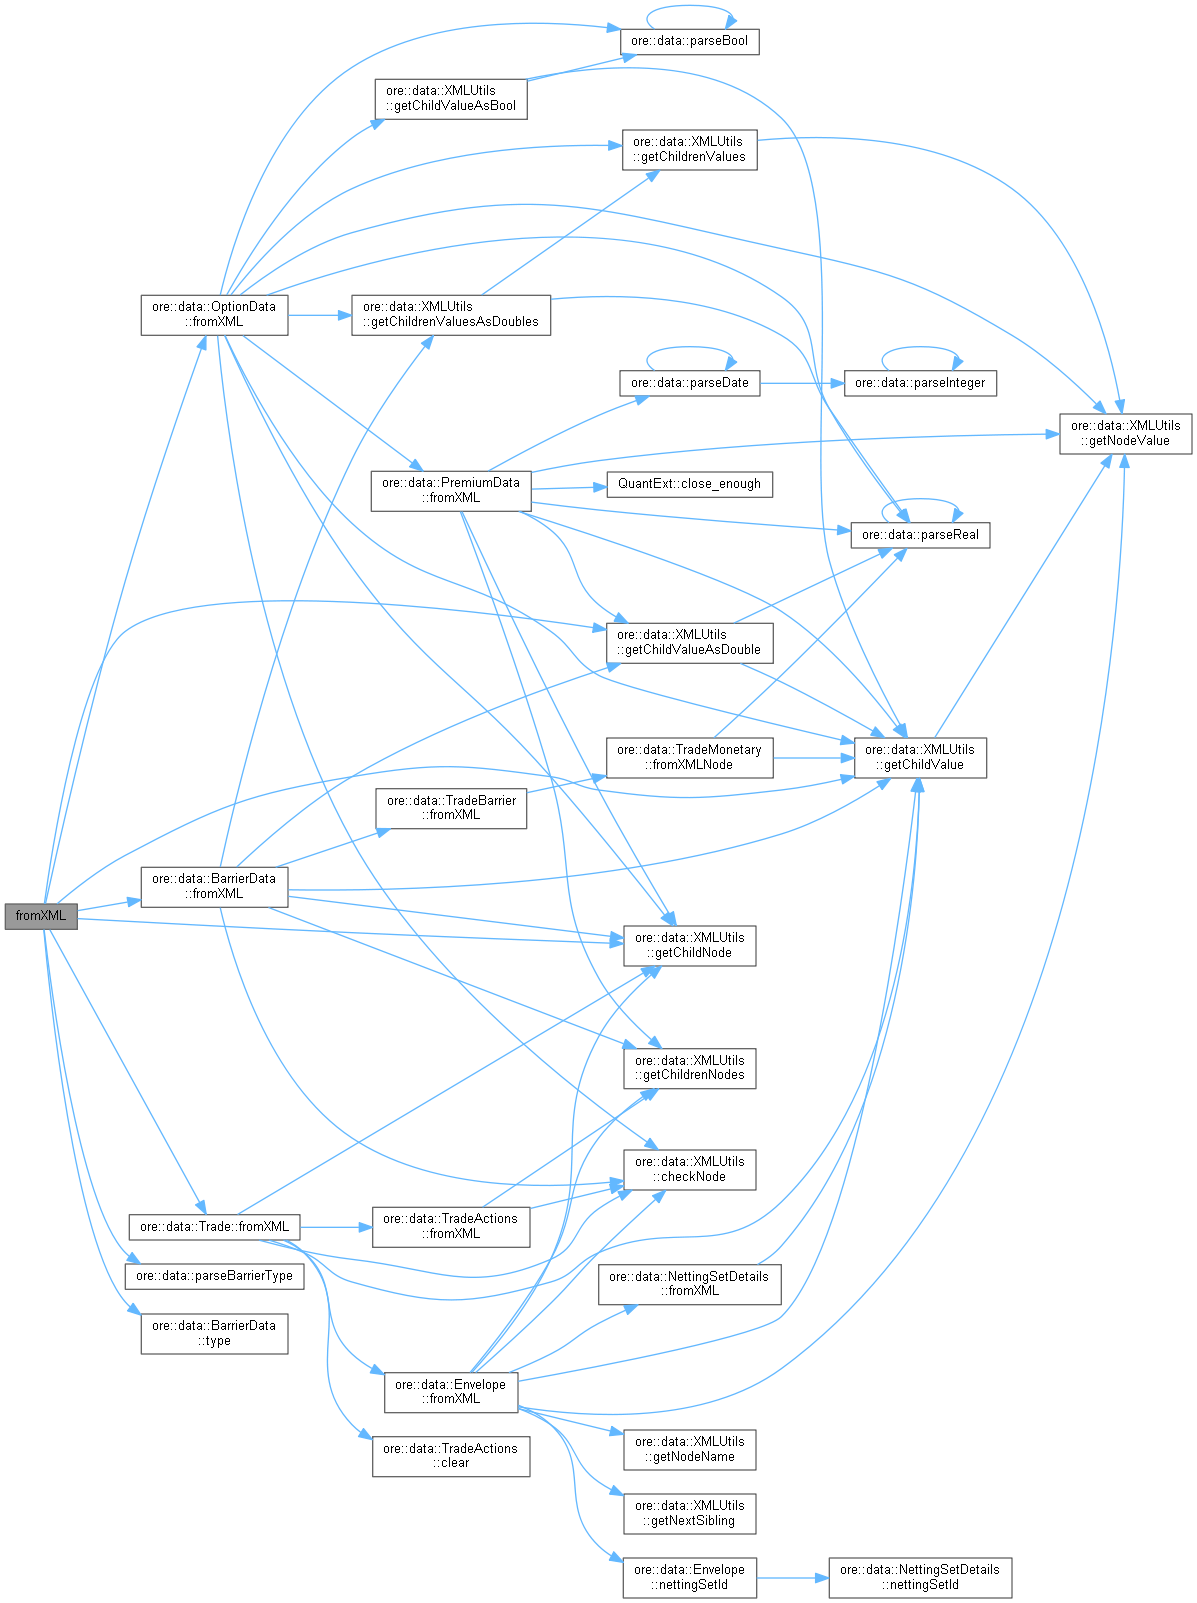 ore::data::parseBool
ore::data::XMLUtils
::getChildValueAsBool
ore::data::XMLUtils
::getChildrenValues
ore::data::OptionData
::fromXML
ore::data::XMLUtils
::getChildrenValuesAsDoubles
ore::data::parseDate
ore::data::parseInteger
ore::data::XMLUtils
::getNodeValue
ore::data::PremiumData
::fromXML
QuantExt::close_enough
ore::data::parseReal
ore::data::XMLUtils
::getChildValueAsDouble
ore::data::TradeMonetary
::fromXMLNode
ore::data::XMLUtils
::getChildValue
ore::data::TradeBarrier
::fromXML
ore::data::BarrierData
::fromXML
fromXML
ore::data::XMLUtils
::getChildNode
ore::data::XMLUtils
::getChildrenNodes
ore::data::XMLUtils
::checkNode
ore::data::Trade::fromXML
ore::data::TradeActions
::fromXML
ore::data::parseBarrierType
ore::data::NettingSetDetails
::fromXML
ore::data::BarrierData
::type
ore::data::Envelope
::fromXML
ore::data::TradeActions
::clear
ore::data::XMLUtils
::getNodeName
ore::data::XMLUtils
::getNextSibling
ore::data::Envelope
::nettingSetId
ore::data::NettingSetDetails
::nettingSetId